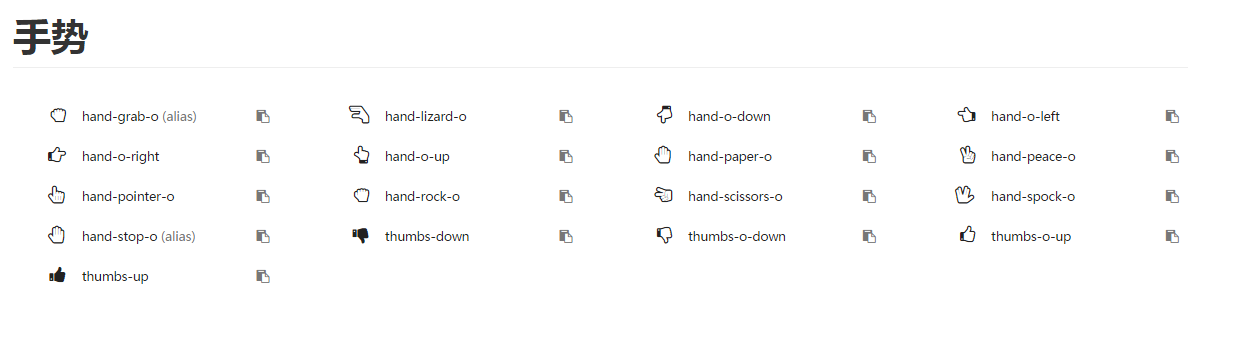 手势
hand-grab-o (alias) hand-lizard-o hand-o-down hand-o-left
hand-o-right hand-o-up hand-paper-o hand-peace-o
hand-pointer-o hand-rock-o hand-scissors-o hand-spock-o
hand-stop-o (alias) thumbs-down thumbs-o-down thumbs-o-up
thumbs-up